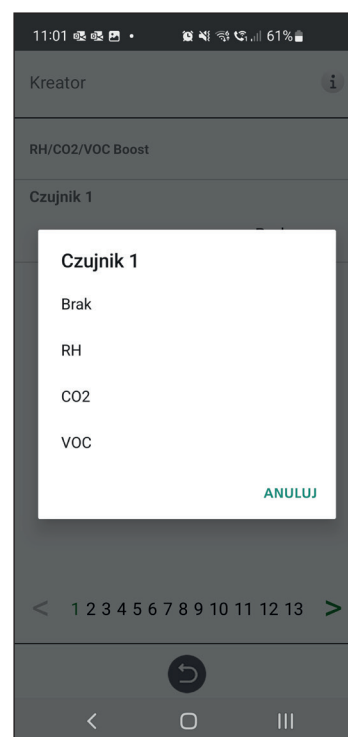 11:01 61%
Kreator i
RH/CO2/VOC Boost
Czujnik 1
Czujnik 1
Brak
RH
CO2
VOC
ANULUJ
< 1 2 3 4 5 6 7 8 9 10 11 12 13 >